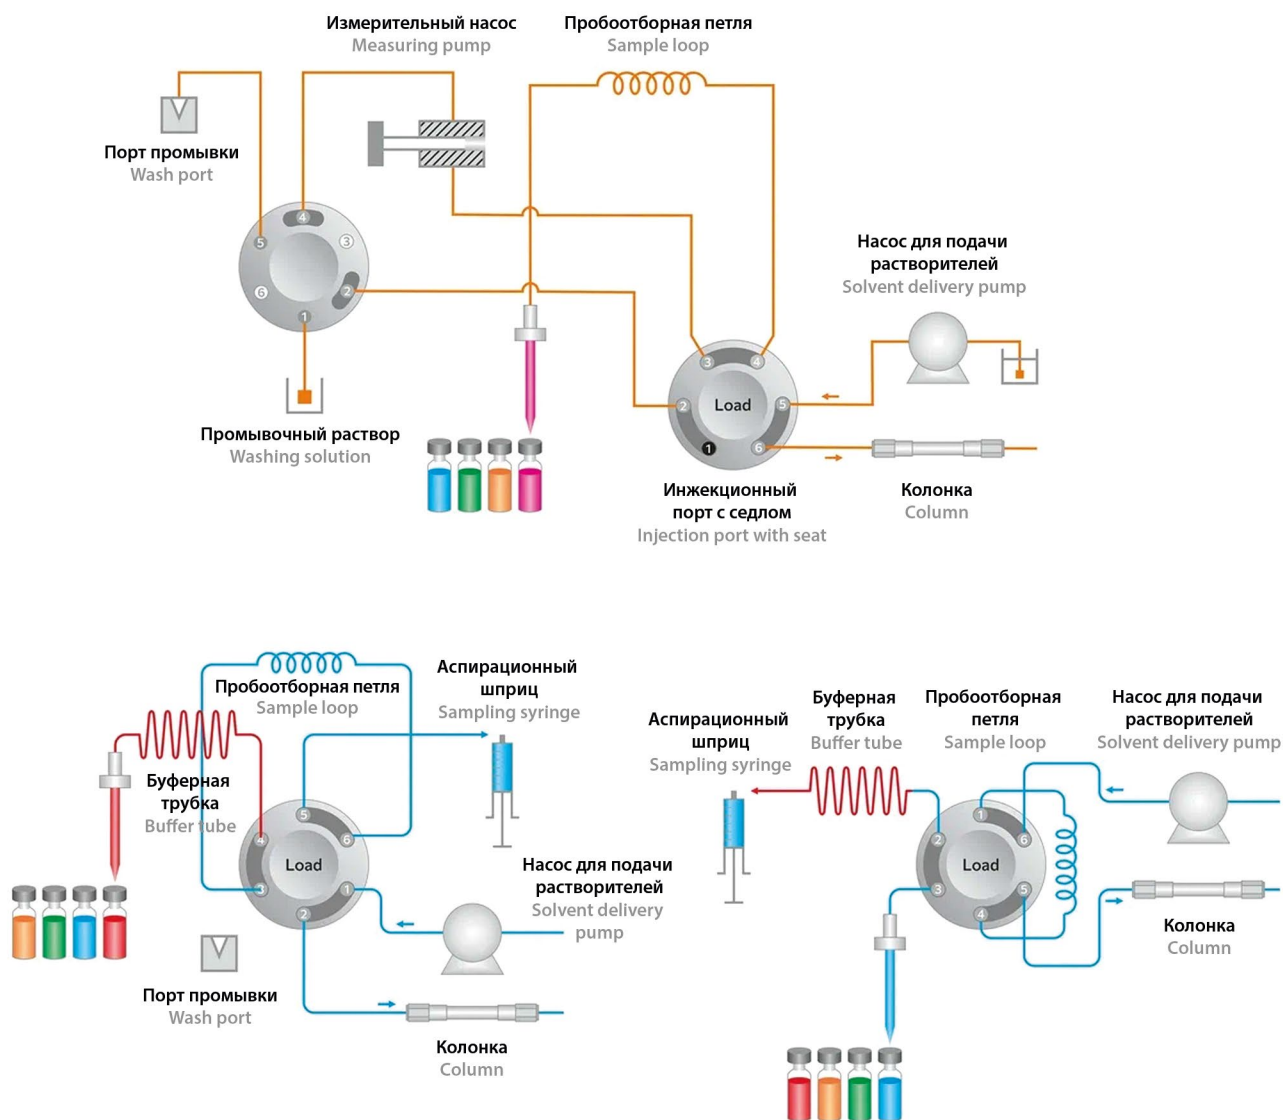 Измерительный насос
Measuring pump
Пробоотборная петля
Sample loop
Порт промывки
Wash port
4
5
3
6
2
1
Насос для подачи
растворителей
Solvent delivery pump
3
4
2
Load
5
1
6
Промывочный раствор
Washing solution
Инжекционный
порт с седлом
Injection port with seat
Колонка
Column
Пробоотборная петля
Sample loop
Аспирационный
шприц
Sampling syringe
Буферная
трубка
Buffer tube
5
4
6
Load
3
1
2
Насос для подачи
растворителей
Solvent delivery
pump
Порт промывки
Wash port
Колонка
Column
Аспирационный
шприц
Sampling syringe
Буферная
трубка
Buffer tube
Пробоотборная
петля
Sample loop
Насос для подачи
растворителей
Solvent delivery pump
1
2
6
Load
3
5
4
Колонка
Column